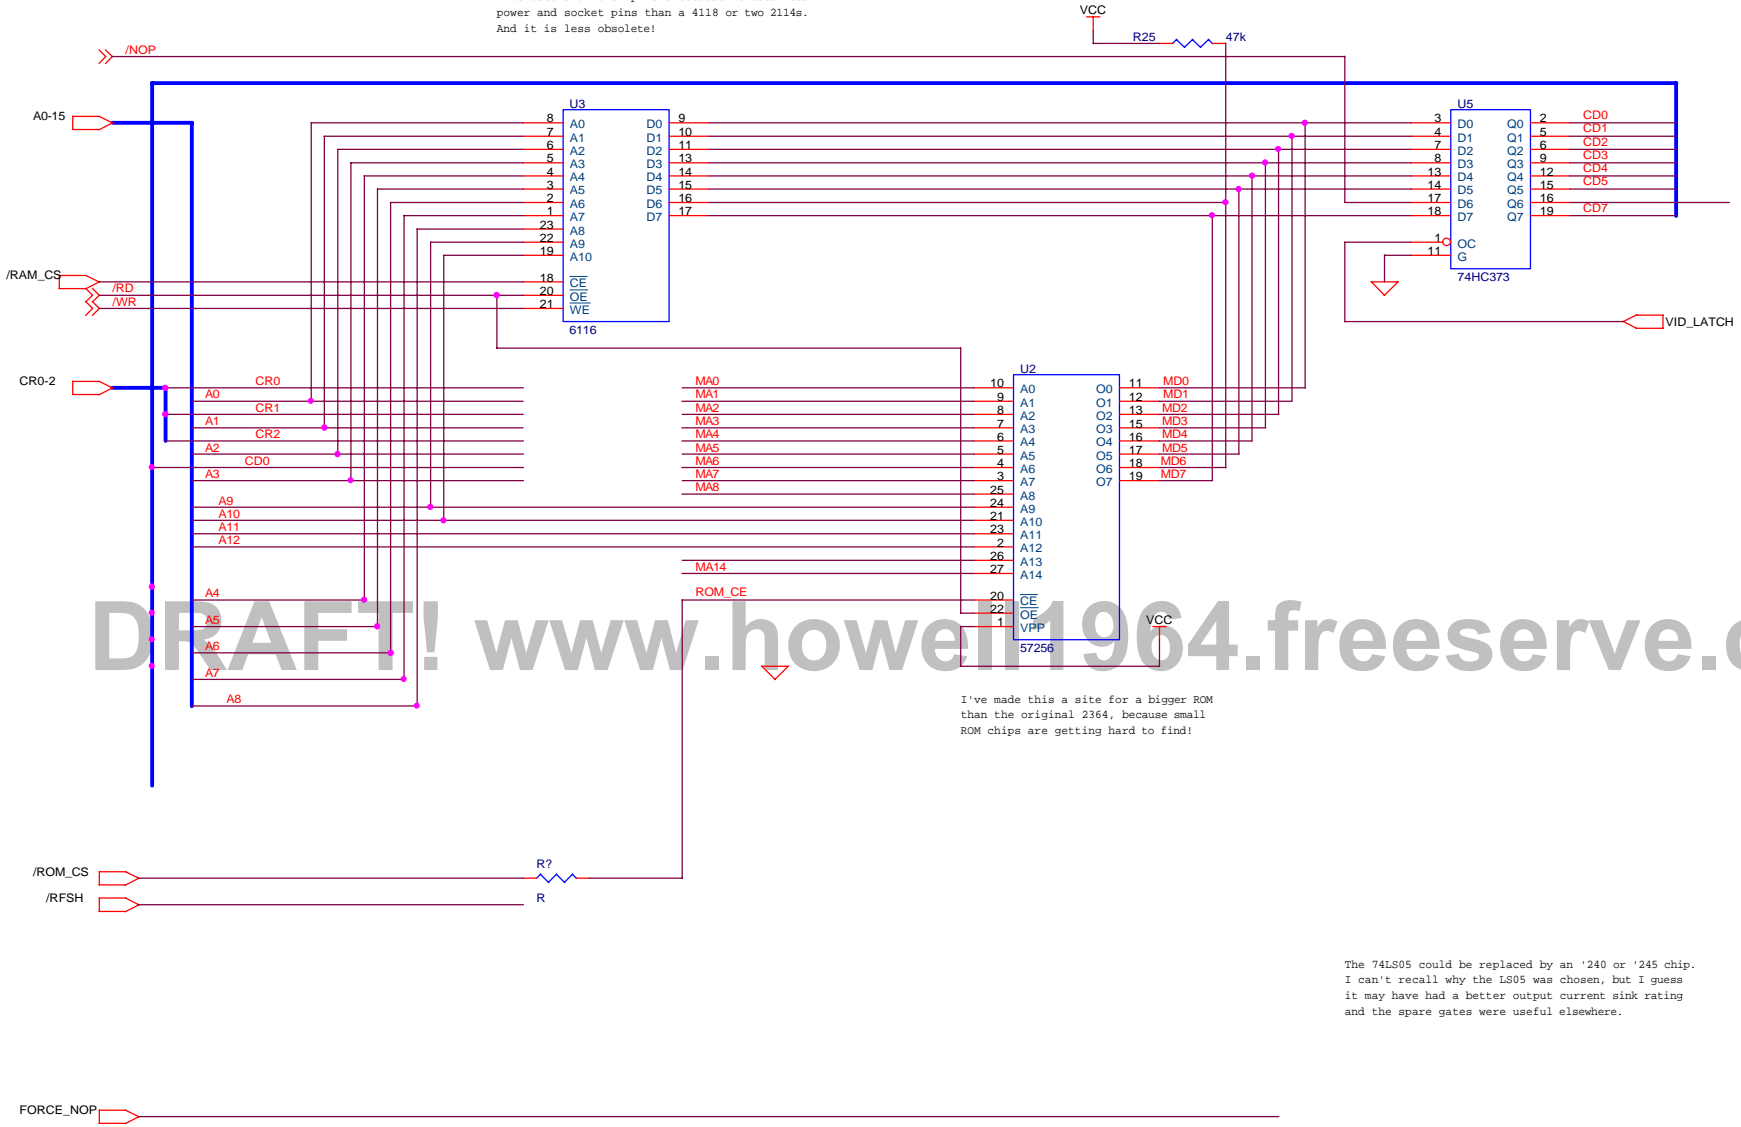 power and socket pins than a 4118 or two 2114s.
And it is less obsolete!
VCC
R25 47k
/NOP
A0-15
U3
8 A0 D0 9
7 A1 D1 10
6 A2 D2 11
5 A3 D3 13
4 A4 D4 14
3 A5 D5 15
2 A6 D6 16
1 A7 D7 17
23 A8
22 A9
19 A10
18 CE
20 OE
21 WE
6116
U5
3 D0 Q0 2 CD0
4 D1 Q1 5 CD1
7 D2 Q2 6 CD2
8 D3 Q3 9 CD3
13 D4 Q4 12 CD4
14 D5 Q5 15 CD5
17 D6 Q6 16
18 D7 Q7 19 CD7
1 OC
11 G
74HC373
/RAM_CS
/RD
/WR
VID_LATCH
CR0-2
CR0
A0
CR1
A1
CR2
A2
CD0
A3
A9
A10
A11
A12
A4
A5
A6
A7
A8
U2
MA0 10 A0 O0 11 MD0
MA1 9 A1 O1 12 MD1
MA2 8 A2 O2 13 MD2
MA3 7 A3 O3 15 MD3
MA4 6 A4 O4 16 MD4
MA5 5 A5 O5 17 MD5
MA6 4 A6 O6 18 MD6
MA7 3 A7 O7 19 MD7
MA8 25 A8
24 A9
21 A10
23 A11
2 A12
26 A13
MA14 27 A14
ROM_CE 20 CE
22 OE
1 VPP
57256
VCC
DRAFT! www.howell1964.freeserve.c
I've made this a site for a bigger ROM
than the original 2364, because small
ROM chips are getting hard to find!
/ROM_CS
R?
R
/RFSH
The 74LS05 could be replaced by an '240 or '245 chip.
I can't recall why the LS05 was chosen, but I guess
it may have had a better output current sink rating
and the spare gates were useful elsewhere.
FORCE_NOP